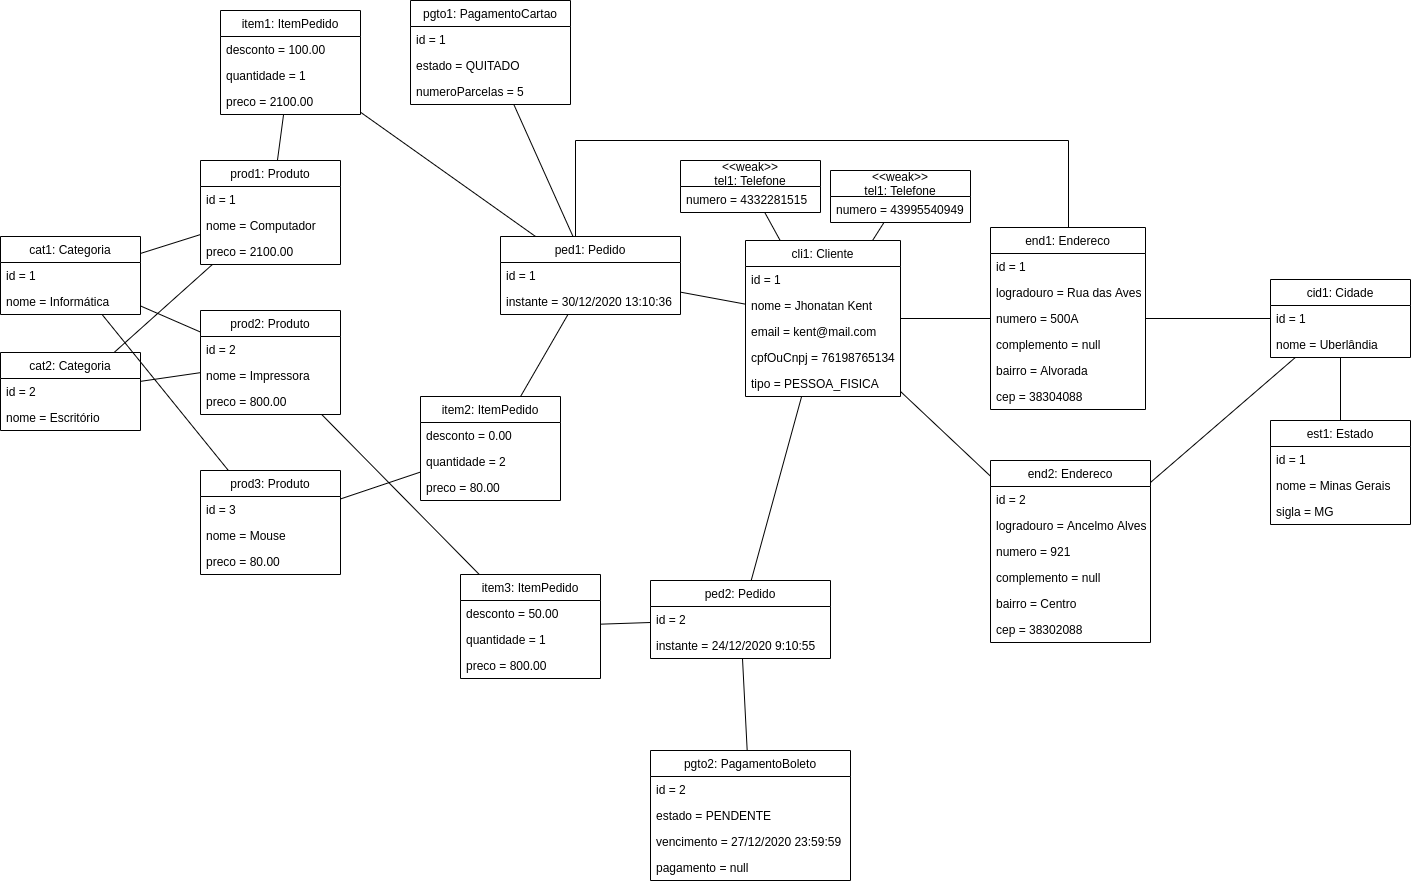 item1: ItemPedido
desconto = 100.00
quantidade = 1
preco = 2100.00
pgto1: PagamentoCartao
id = 1
estado = QUITADO
numeroParcelas = 5
prod1: Produto
id = 1
nome = Computador
preco = 2100.00
<<weak>>
tel1: Telefone
numero = 4332281515
<<weak>>
tel1: Telefone
numero = 43995540949
cat1: Categoria
id = 1
nome = Informática
ped1: Pedido
id = 1
instante = 30/12/2020 13:10:36
cli1: Cliente
id = 1
nome = Jhonatan Kent
email = kent@mail.com
cpfOuCnpj = 76198765134
tipo = PESSOA_FISICA
end1: Endereco
id = 1
logradouro = Rua das Aves
numero = 500A
complemento = null
bairro = Alvorada
cep = 38304088
cid1: Cidade
id = 1
nome = Uberlândia
prod2: Produto
id = 2
nome = Impressora
preco = 800.00
cat2: Categoria
id = 2
nome = Escritório
item2: ItemPedido
desconto = 0.00
quantidade = 2
preco = 80.00
est1: Estado
id = 1
nome = Minas Gerais
sigla = MG
end2: Endereco
id = 2
logradouro = Ancelmo Alves
numero = 921
complemento = null
bairro = Centro
cep = 38302088
prod3: Produto
id = 3
nome = Mouse
preco = 80.00
item3: ItemPedido
desconto = 50.00
quantidade = 1
preco = 800.00
ped2: Pedido
id = 2
instante = 24/12/2020 9:10:55
pgto2: PagamentoBoleto
id = 2
estado = PENDENTE
vencimento = 27/12/2020 23:59:59
pagamento = null